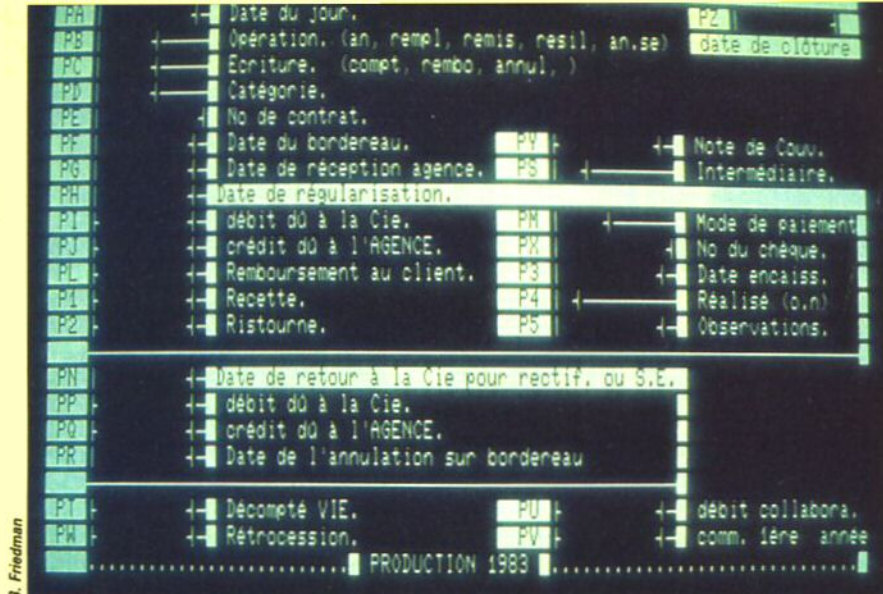 PA Date du jour. PZ
PB Opération. (an, rempl, remis, resil, an.se) date de clôture
PC Ecriture. (compt, rembo, annul, )
PD Catégorie.
PE No de contrat.
PF Date du bordereau. PY Note de Couv.
PG Date de réception agence. PS Intermédiaire.
PH Date de régularisation.
PI débit dû à la Cie. PM Mode de paiement
PJ crédit dû à l'AGENCE. PX No du chèque.
PL Remboursement au client. P3 Date encaiss.
P1 Recette. P4 Réalisé (o.n)
P2 Ristourne. P5 Observations.
PN Date de retour à la Cie pour rectif. ou S.E.
PP débit dû à la Cie.
PQ crédit dû à l'AGENCE.
PR Date de l'annulation sur bordereau
PT Décompté VIE. PU débit collabora.
PW Rétrocession. PV comm. 1ère année
PRODUCTION 1983
Friedman